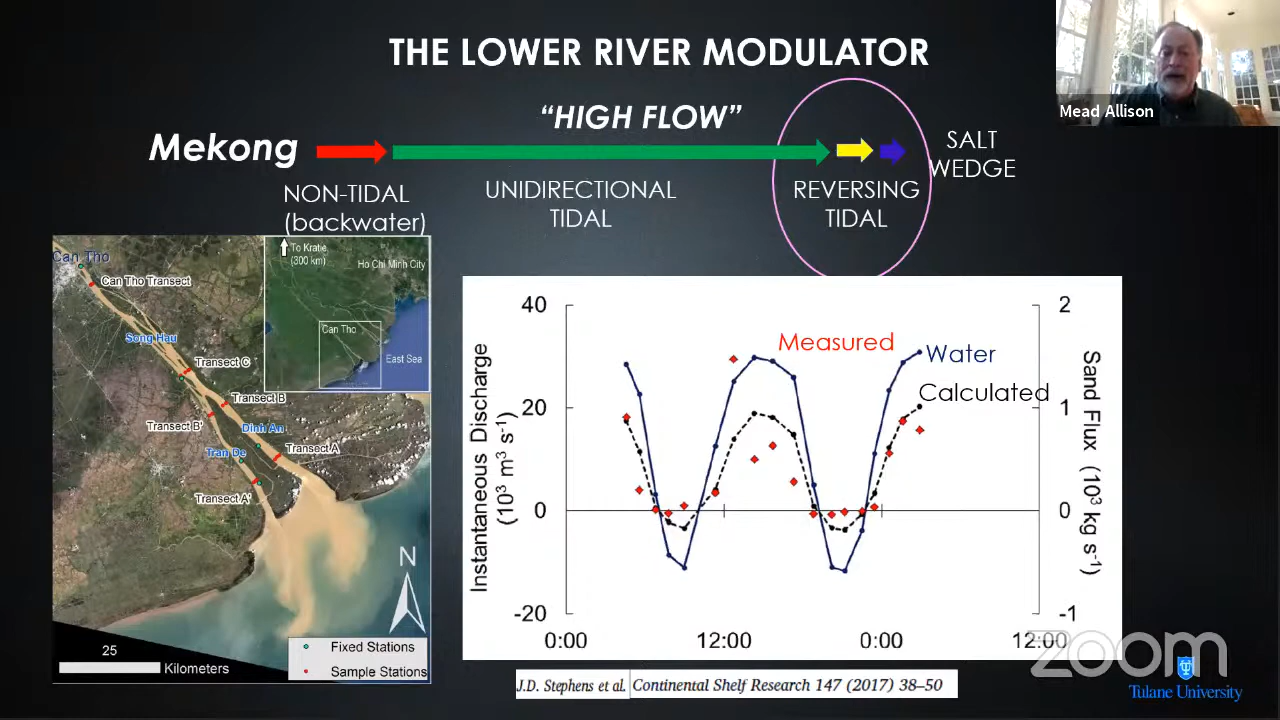 THE LOWER RIVER MODULATOR
Mead Allison
"HIGH FLOW"
Mekong
SALT
WEDGE
NON-TIDAL
(backwater)
UNIDIRECTIONAL
TIDAL
REVERSING
TIDAL
Can Tho
Can Tho Transect
To Kratie
(300 km)
Ho Chi Minh City
Can Tho
East Sea
Song Hau
Transect C
Transect B
Transect B'
Dinh An
Tran De
Transect A
Transect A'
N
25
Kilometers
Fixed Stations
Sample Stations
Instantaneous Discharge
(10³ m³ s⁻¹)
40
20
0
-20
Measured
Water
Calculated
2
1
0
-1
Sand Flux (10³ kg s⁻¹)
0:00
12:00
0:00
12:00
J.D. Stephens et al.
Continental Shelf Research 147 (2017) 38–50
zoom
Tulane University